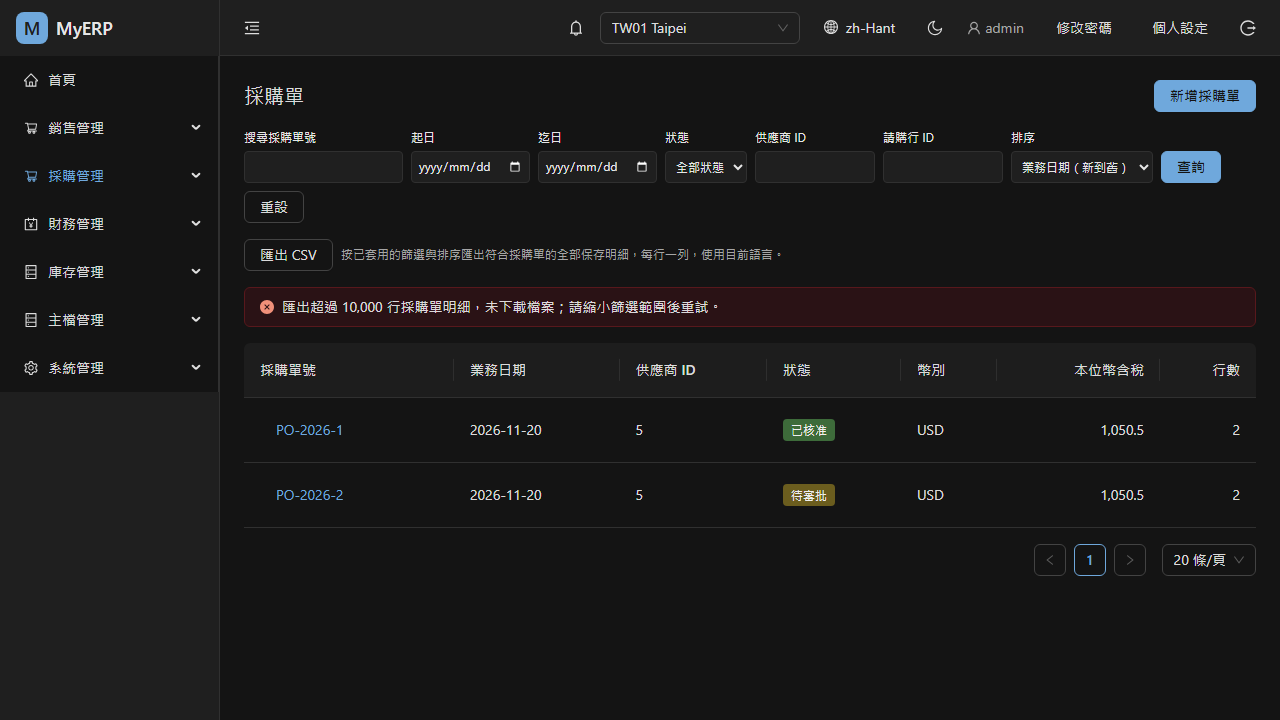 M MyERP
TW01 Taipei
zh-Hant
admin
修改密碼
個人設定
首頁
銷售管理
採購管理
財務管理
庫存管理
主檔管理
系統管理
採購單
新增採購單
搜尋採購單號
起日
迄日
狀態
供應商 ID
請購行 ID
排序
yyyy/mm/dd
yyyy/mm/dd
全部狀態
業務日期（新到舊）
查詢
重設
匯出 CSV
按已套用的篩選與排序匯出符合採購單的全部保存明細，每行一列，使用目前語言。
匯出超過 10,000 行採購單明細，未下載檔案；請縮小篩選範圍後重試。
採購單號 業務日期 供應商 ID 狀態 幣別 本位幣含稅 行數
PO-2026-1 2026-11-20 5 已核准 USD 1,050.5 2
PO-2026-2 2026-11-20 5 待審批 USD 1,050.5 2
1
20 條/頁